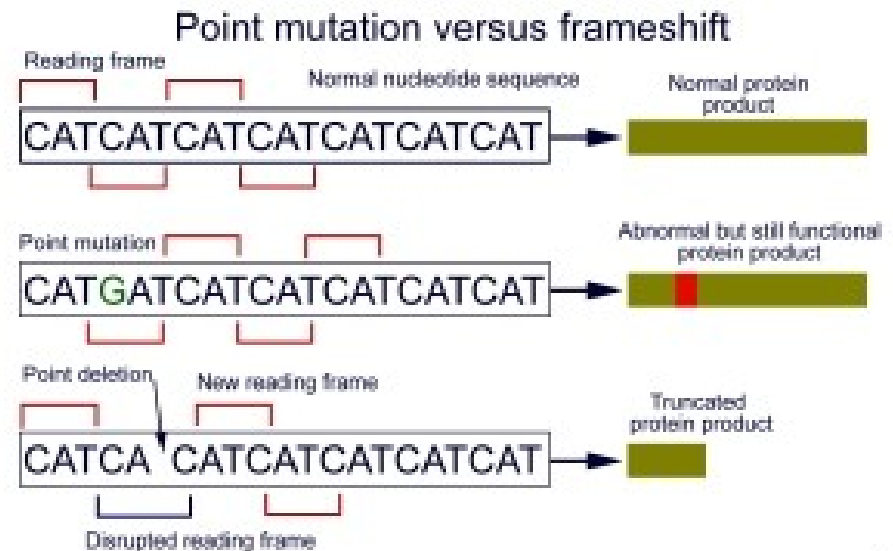 Point mutation versus frameshift
Reading frame
Normal nucleotide sequence
Normal protein
product
CATCATCATCATCATCATCAT
Point mutation
Abnormal but still functional
protein product
CATGATCATCATCATCATCAT
Point deletion
New reading frame
Truncated
protein product
CATCA CATCATCATCATCAT
Disrupted reading frame